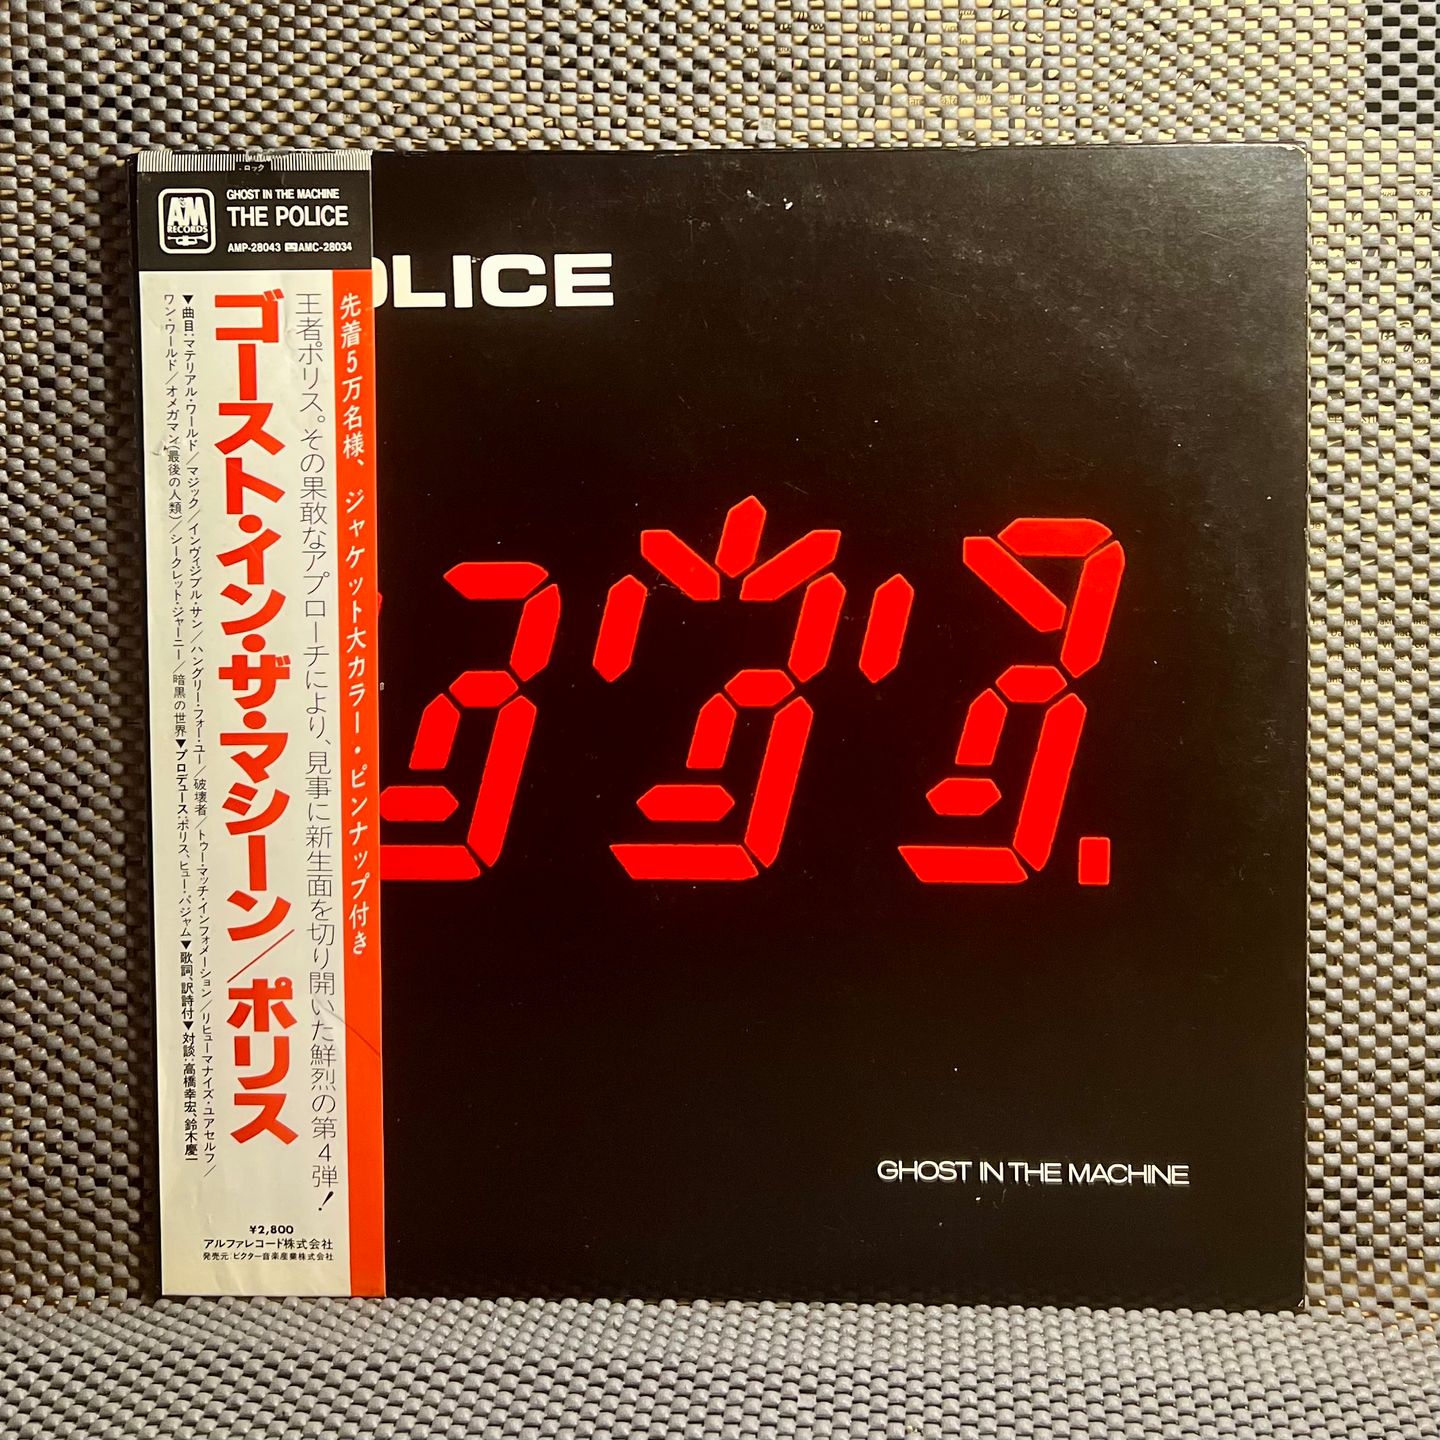 ロック
A&M
RECORDS
GHOST IN THE MACHINE
THE POLICE
AMP-28043 AMC-28034
OLICE
先着5万名様、ジャケット大カラー・ピンナップ付き
王者ポリス。その果敢なアプローチにより、見事に新生面を切り開いた鮮烈の第4弾!
ゴースト・イン・ザ・マシーン/ポリス
▼曲目:マテリアル・ワールド/マジック/インヴィジブル・サン/ハングリー・フォー・ユー/破壊者/トゥー・マッチ・インフォメーション/リヒューマナイズ・ユアセルフ/
ワン・ワールド/オメガマン(最後の人類)/シークレット・ジャーニー/暗黒の世界▼プロデュース:ポリス、ヒュー・パジャム▼歌詞、訳詩付▼対談:高橋幸宏、鈴木慶一
¥2,800
アルファレコード株式会社
発売元:ビクター音楽産業株式会社
GHOST IN THE MACHINE